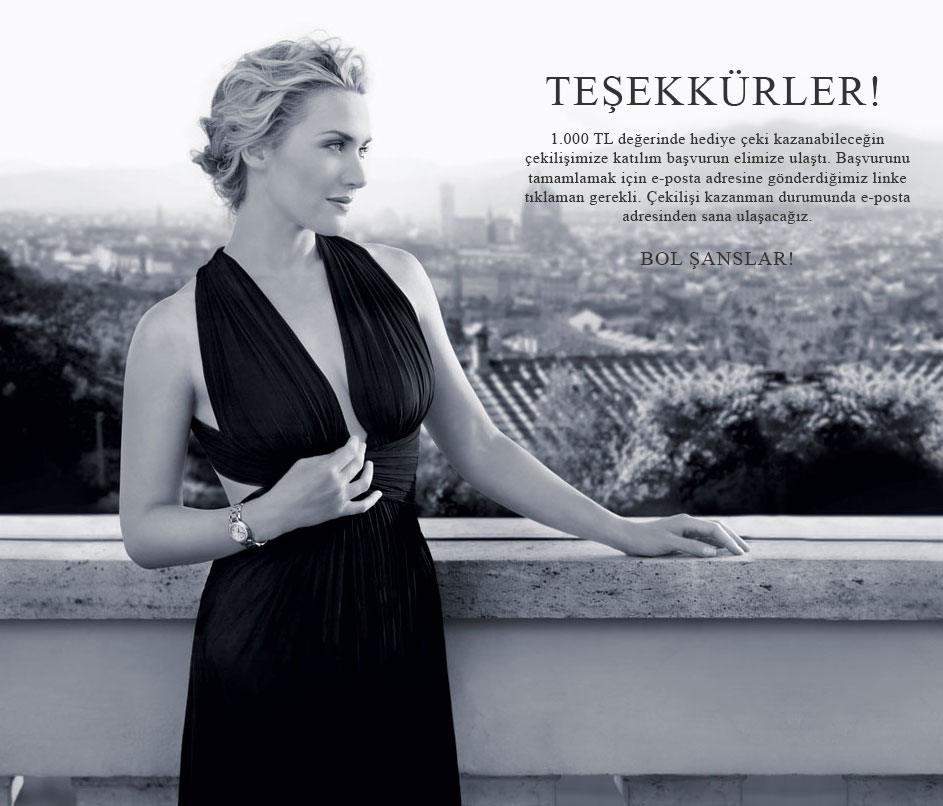 TEŞEKKÜRLER!
1.000 TL değerinde hediye çeki kazanabileceğin
çekilişimize katılım başvurun elimize ulaştı. Başvurunu
tamamlamak için e-posta adresine gönderdiğimiz linke
tıklaman gerekli. Çekilişi kazanman durumunda e-posta
adresinden sana ulaşacağız.
BOL ŞANSLAR!